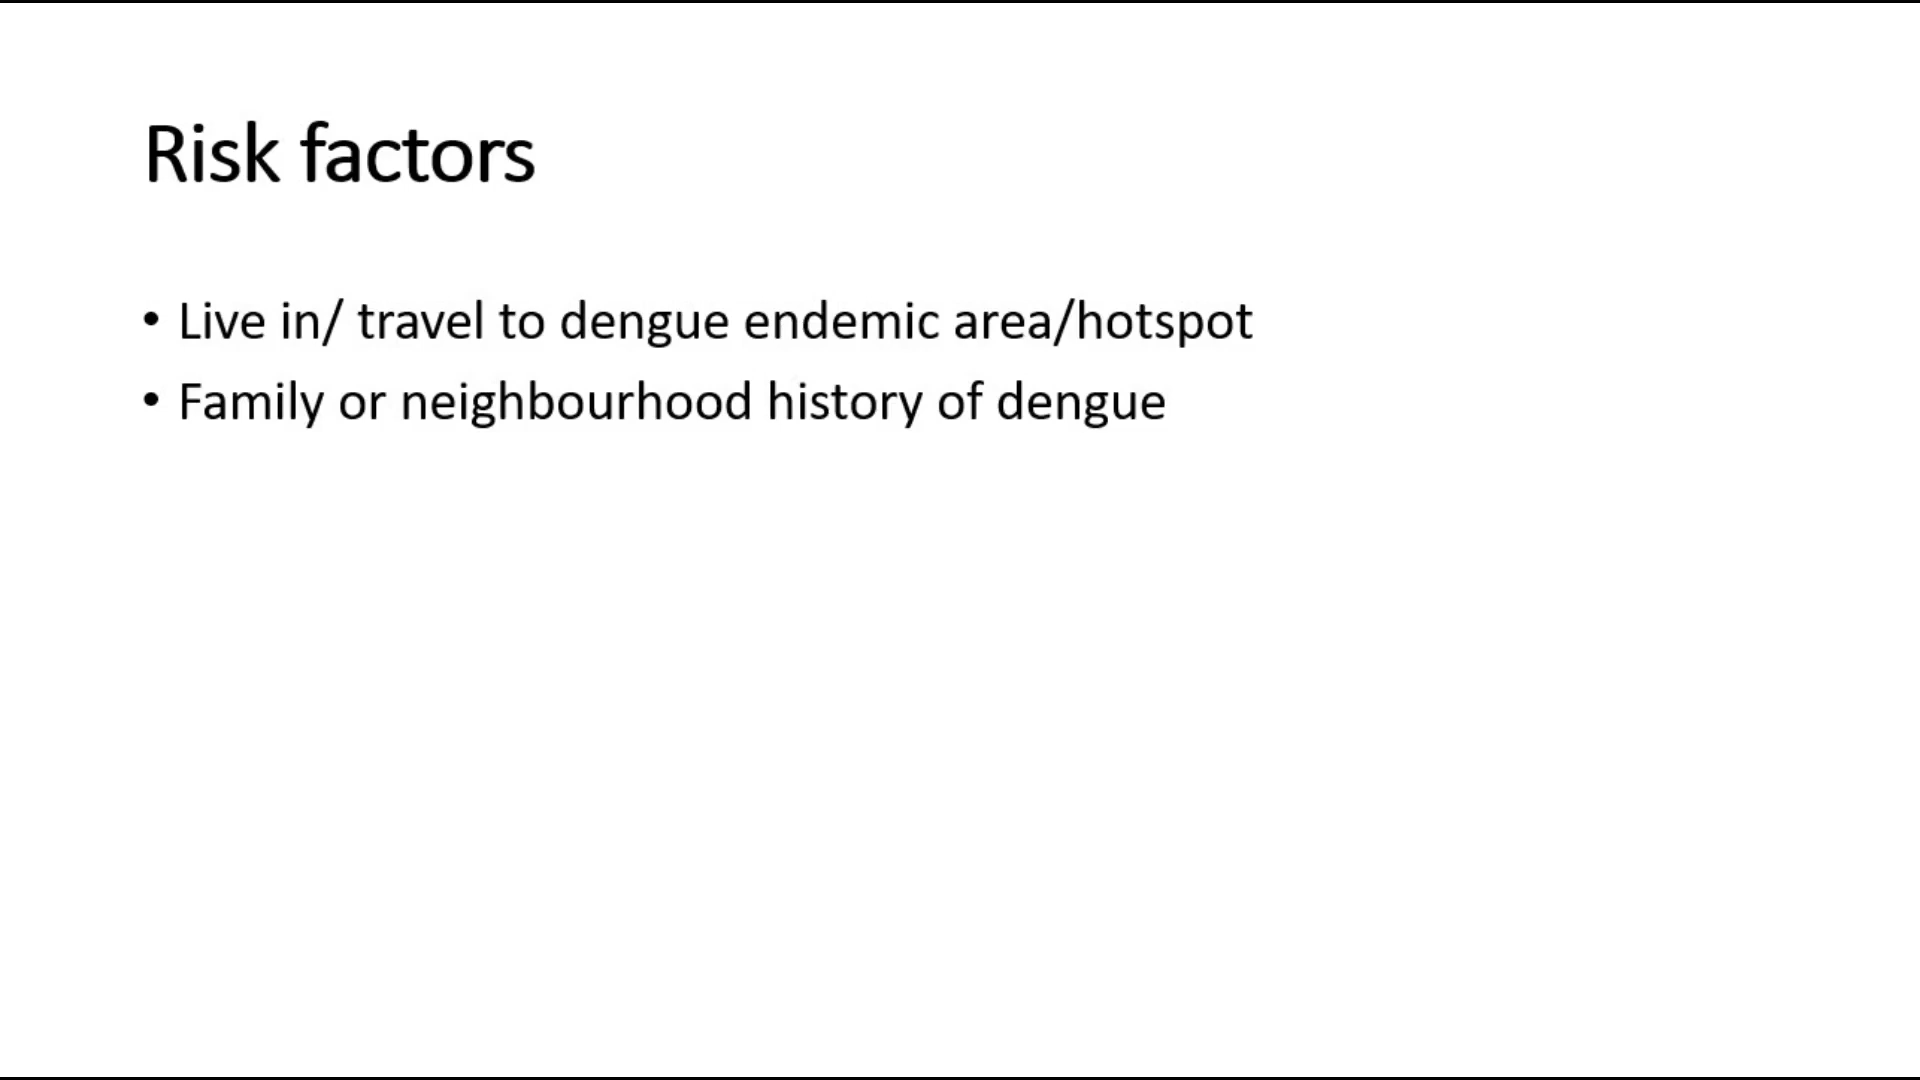 Risk factors
• Live in/ travel to dengue endemic area/hotspot
• Family or neighbourhood history of dengue